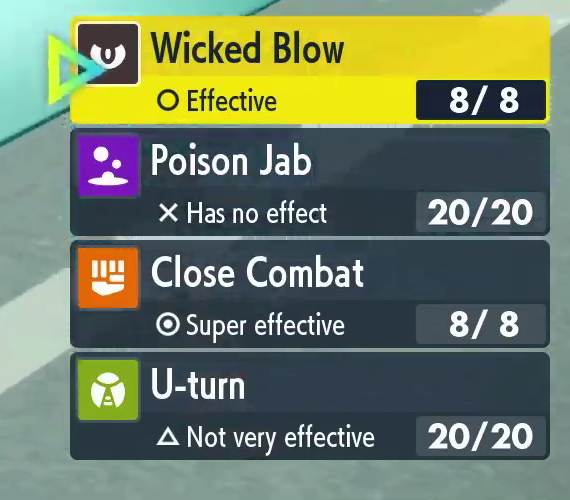 Wicked Blow
Effective 8/ 8
Poison Jab
Has no effect 20/20
Close Combat
Super effective 8/ 8
U-turn
Not very effective 20/20